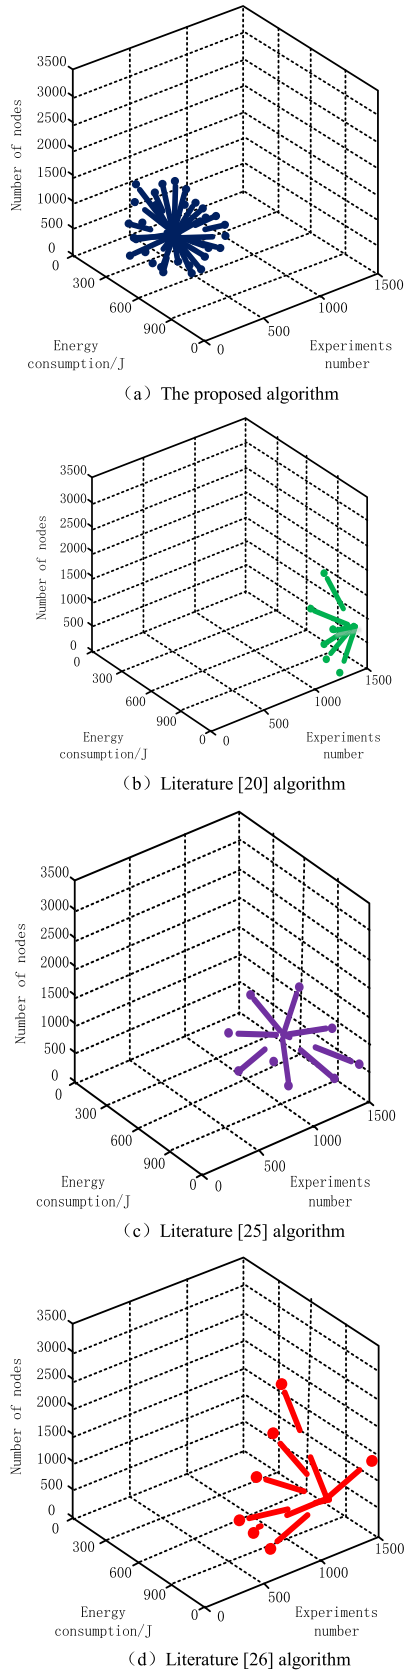 3500
3000
2500
2000
1500
1000
500
0
Number of nodes
0
300
600
900
0
0
500
1000
1500
Energy
consumption/J
Experiments
number
（a）The proposed algorithm
3500
3000
2500
2000
1500
1000
500
0
Number of nodes
0
300
600
900
0
0
500
1000
1500
Energy
consumption/J
Experiments
number
（b）Literature [20] algorithm
3500
3000
2500
2000
1500
1000
500
0
Number of nodes
0
300
600
900
0
0
500
1000
1500
Energy
consumption/J
Experiments
number
（c）Literature [25] algorithm
3500
3000
2500
2000
1500
1000
500
0
Number of nodes
0
300
600
900
0
0
500
1000
1500
Energy
consumption/J
Experiments
number
（d）Literature [26] algorithm